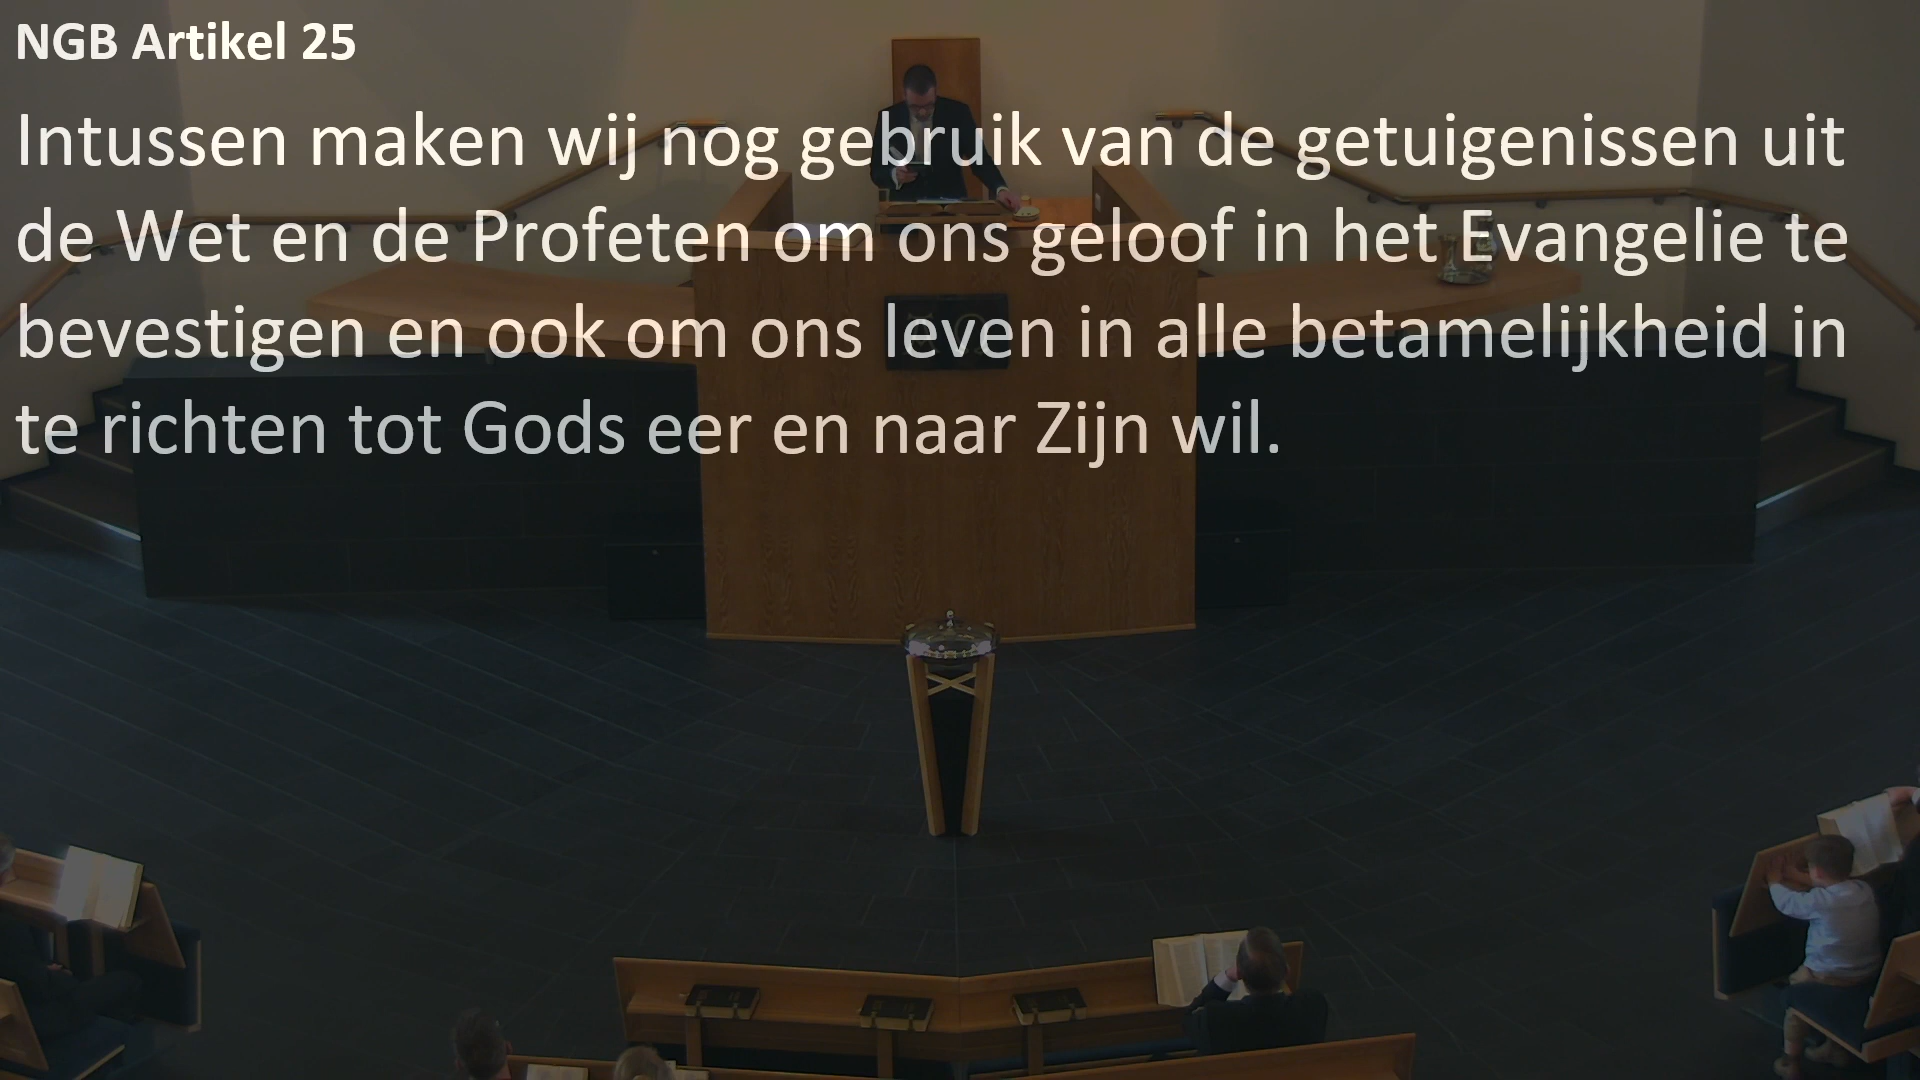 NGB Artikel 25
Intussen maken wij nog gebruik van de getuigenissen uit
de Wet en de Profeten om ons geloof in het Evangelie te
bevestigen en ook om ons leven in alle betamelijkheid in
te richten tot Gods eer en naar Zijn wil.